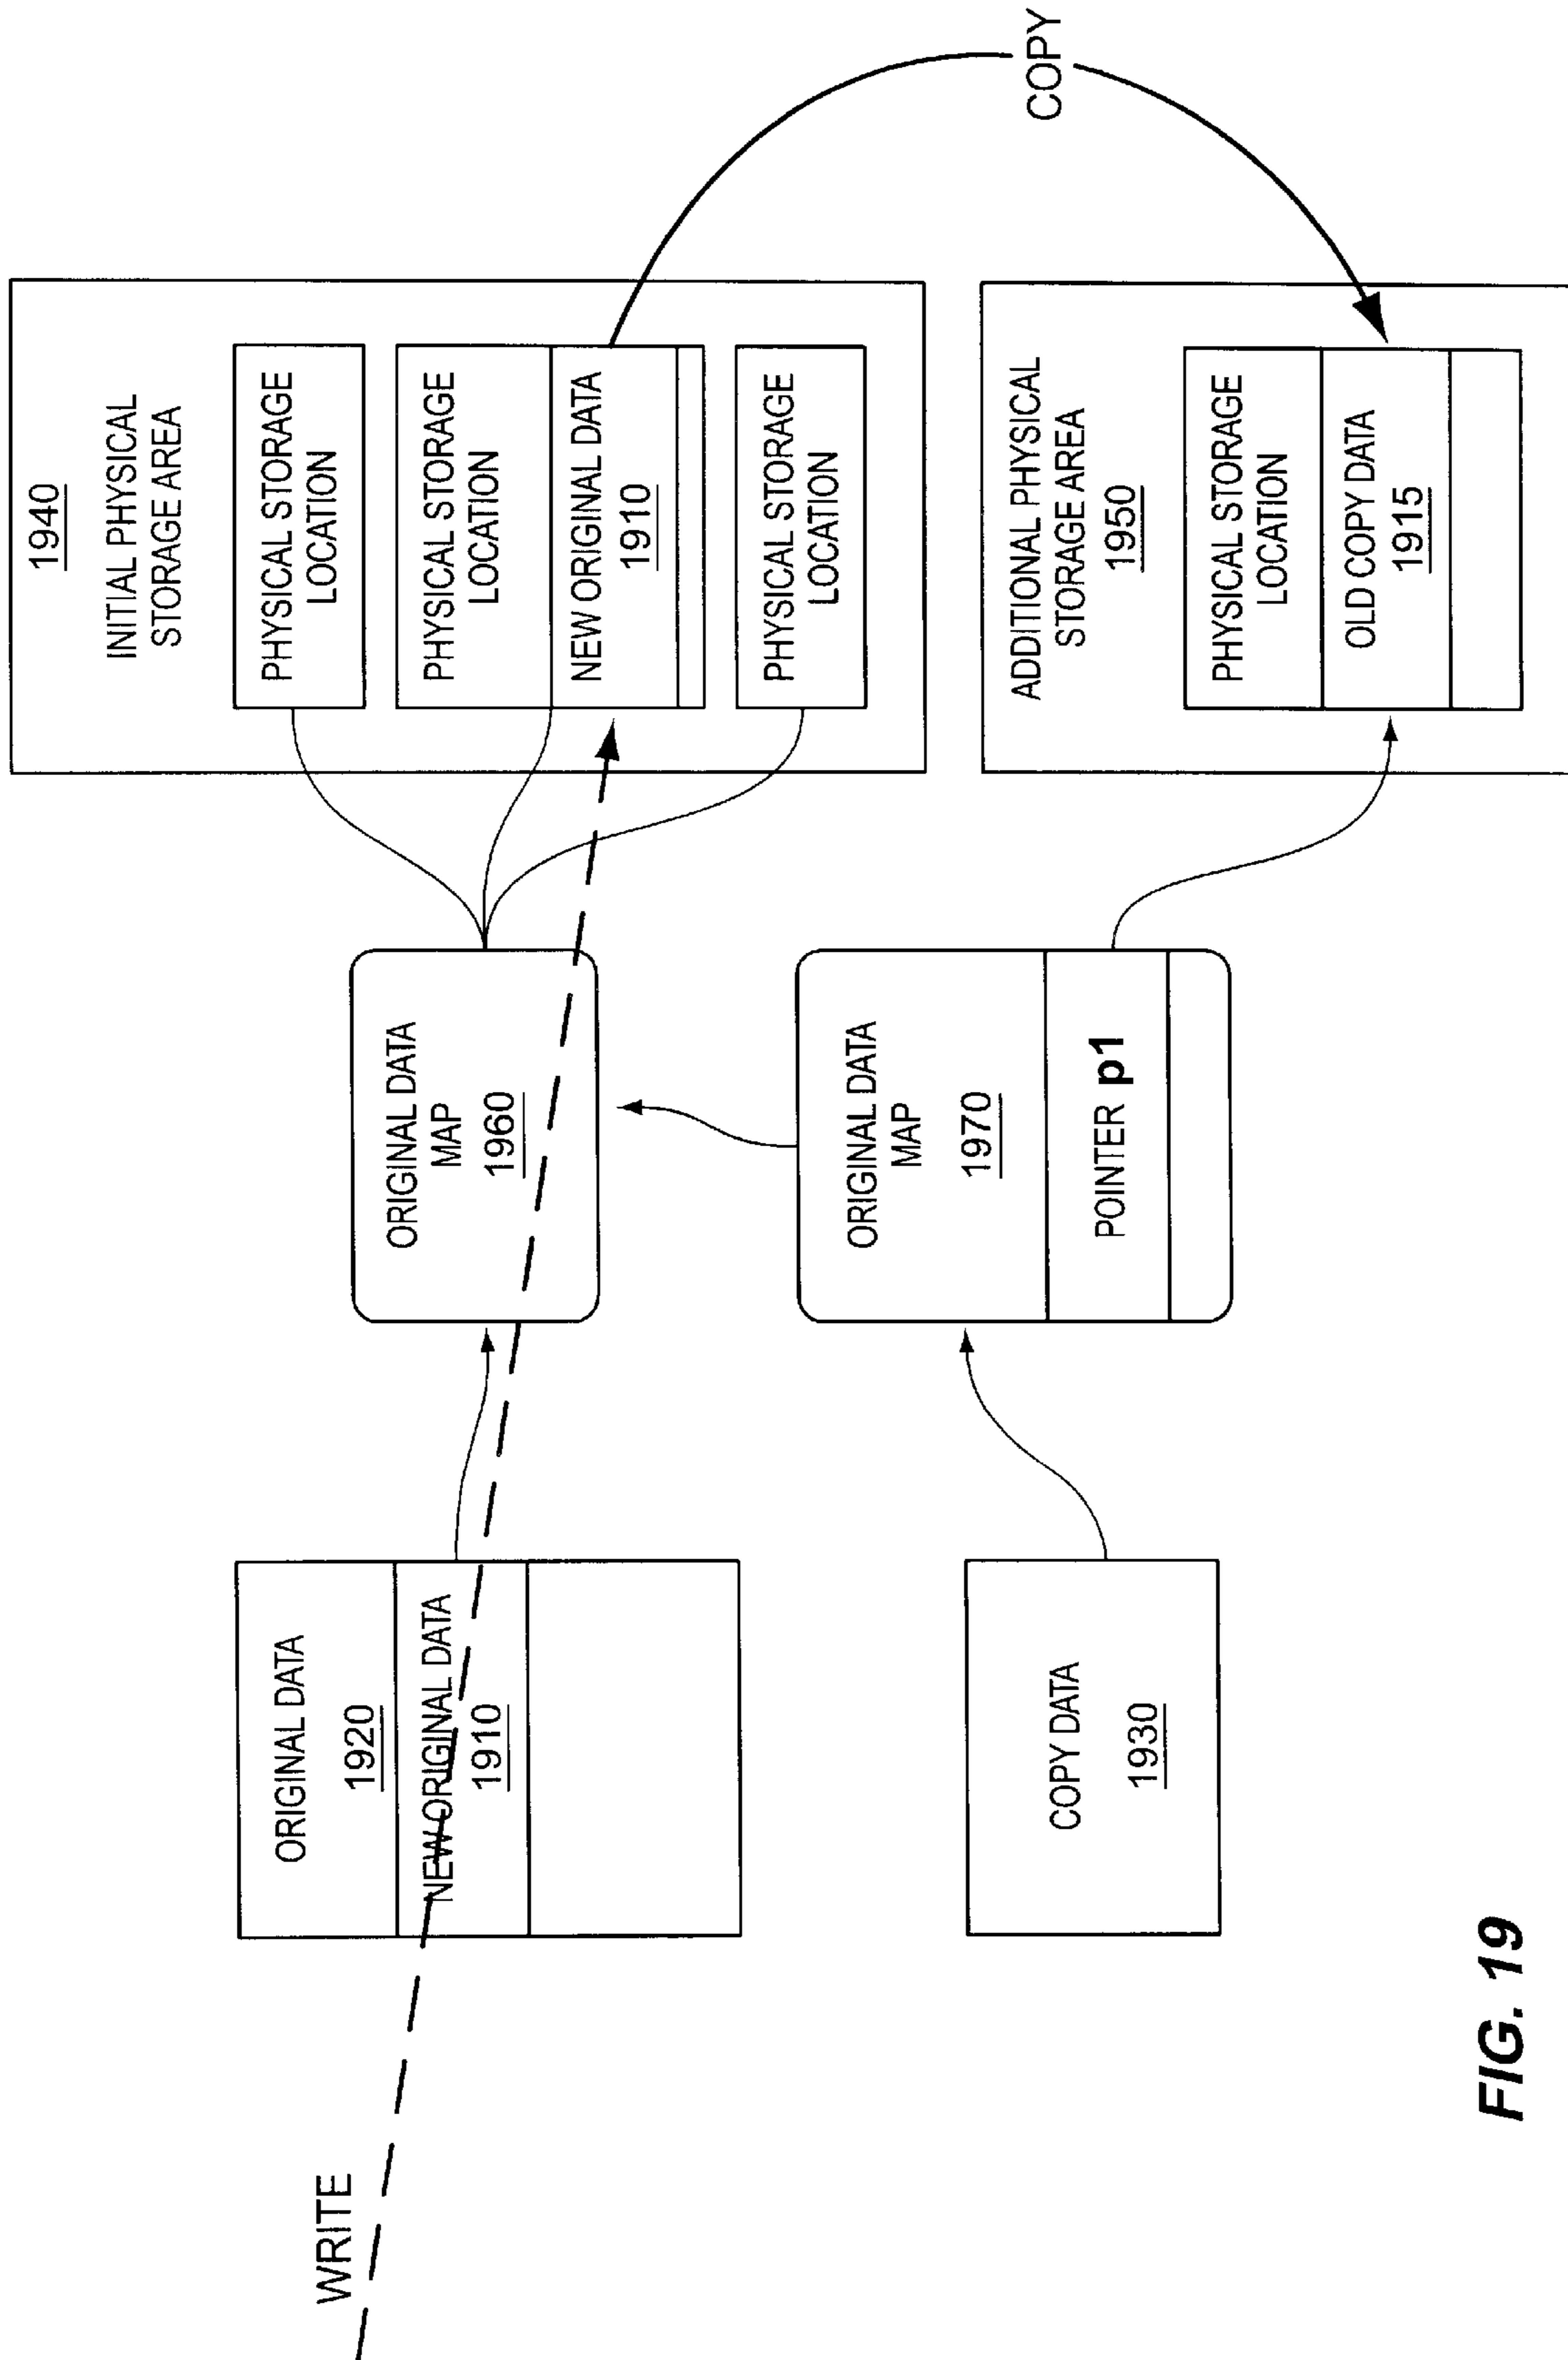 WRITE
ORIGINAL DATA
1920
NEW ORIGINAL DATA
1910
COPY DATA
1930
ORIGINAL DATA
MAP
1960
ORIGINAL DATA
MAP
1970
POINTER p1
1940
INITIAL PHYSICAL
STORAGE AREA
PHYSICAL STORAGE
LOCATION
PHYSICAL STORAGE
LOCATION
NEW ORIGINAL DATA
1910
PHYSICAL STORAGE
LOCATION
ADDITIONAL PHYSICAL
STORAGE AREA
1950
PHYSICAL STORAGE
LOCATION
OLD COPY DATA
1915
COPY
FIG. 19